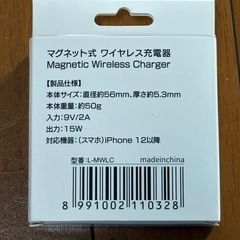 マグネット式 ワイヤレス充電器
Magnetic Wireless Charger
【製品仕様】
本体サイズ：直径約56mm、厚さ約5.3mm
本体重量：約50g
入力：9V/2A
出力：15W
対応機器：（スマホ）iPhone 12以降
型番：L-MWLC
madeinchina
8 991002 110328